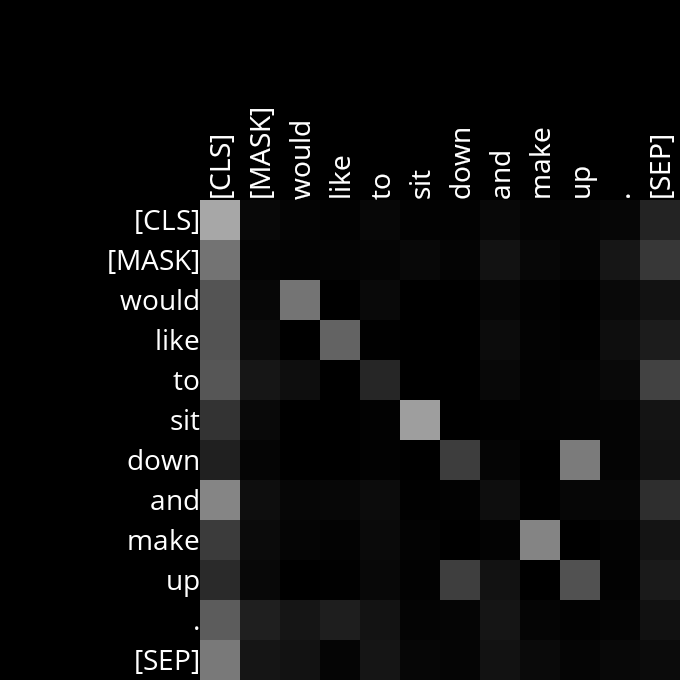 [CLS] [MASK] would like to sit down and make up . [SEP]
[CLS]
[MASK]
would
like
to
sit
down
and
make
up
.
[SEP]